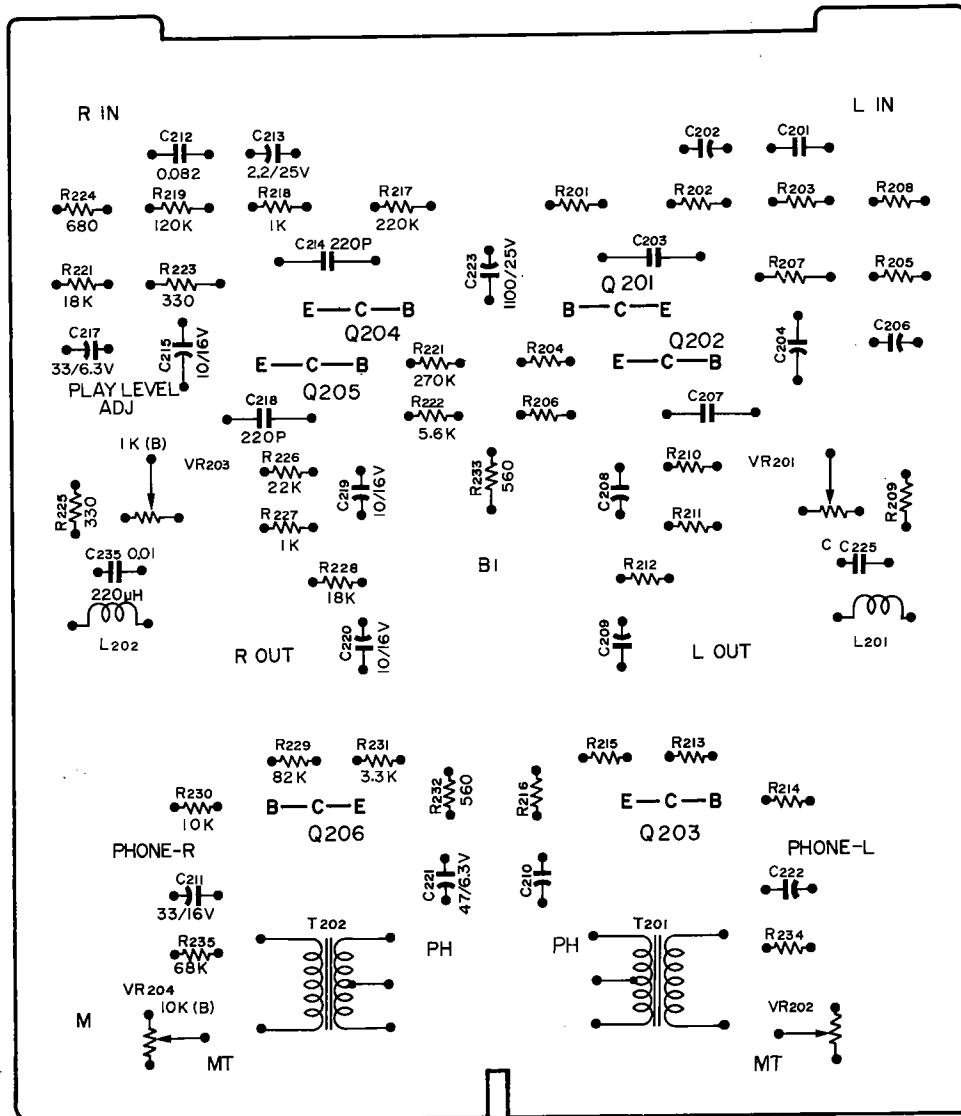 R IN
L IN
C212
C213
C202
C201
0.082
2.2/25V
R224
R219
R218
R217
R201
R202
R203
R208
680
120K
1K
220K
C214 220P
C223
1100/25V
C203
R221
R223
R207
R205
18K
330
Q201
E C B
B C E
Q204
Q202
C217
C215
10/16V
C204
C206
33/6.3V
E C B
R221
R204
E C B
Q205
270K
PLAY LEVEL
ADJ
C218
R222
R206
C207
220P
5.6K
1K (B)
VR203
R226
22K
C219
10/16V
R233
560
C208
R210
VR201
R225
330
R227
1K
R211
R209
C235 0.01
C C225
220μH
R228
18K
B1
R212
L202
L201
R OUT
C220
10/16V
C209
L OUT
R229
R231
R215
R213
82K
3.3K
R230
10K
B C E
Q206
R232
560
R216
E C B
Q203
R214
PHONE-R
PHONE-L
C211
33/16V
C221
47/6.3V
C210
C222
R235
68K
T202
PH
PH
T201
R234
VR204
10K (B)
VR202
M
MT
MT